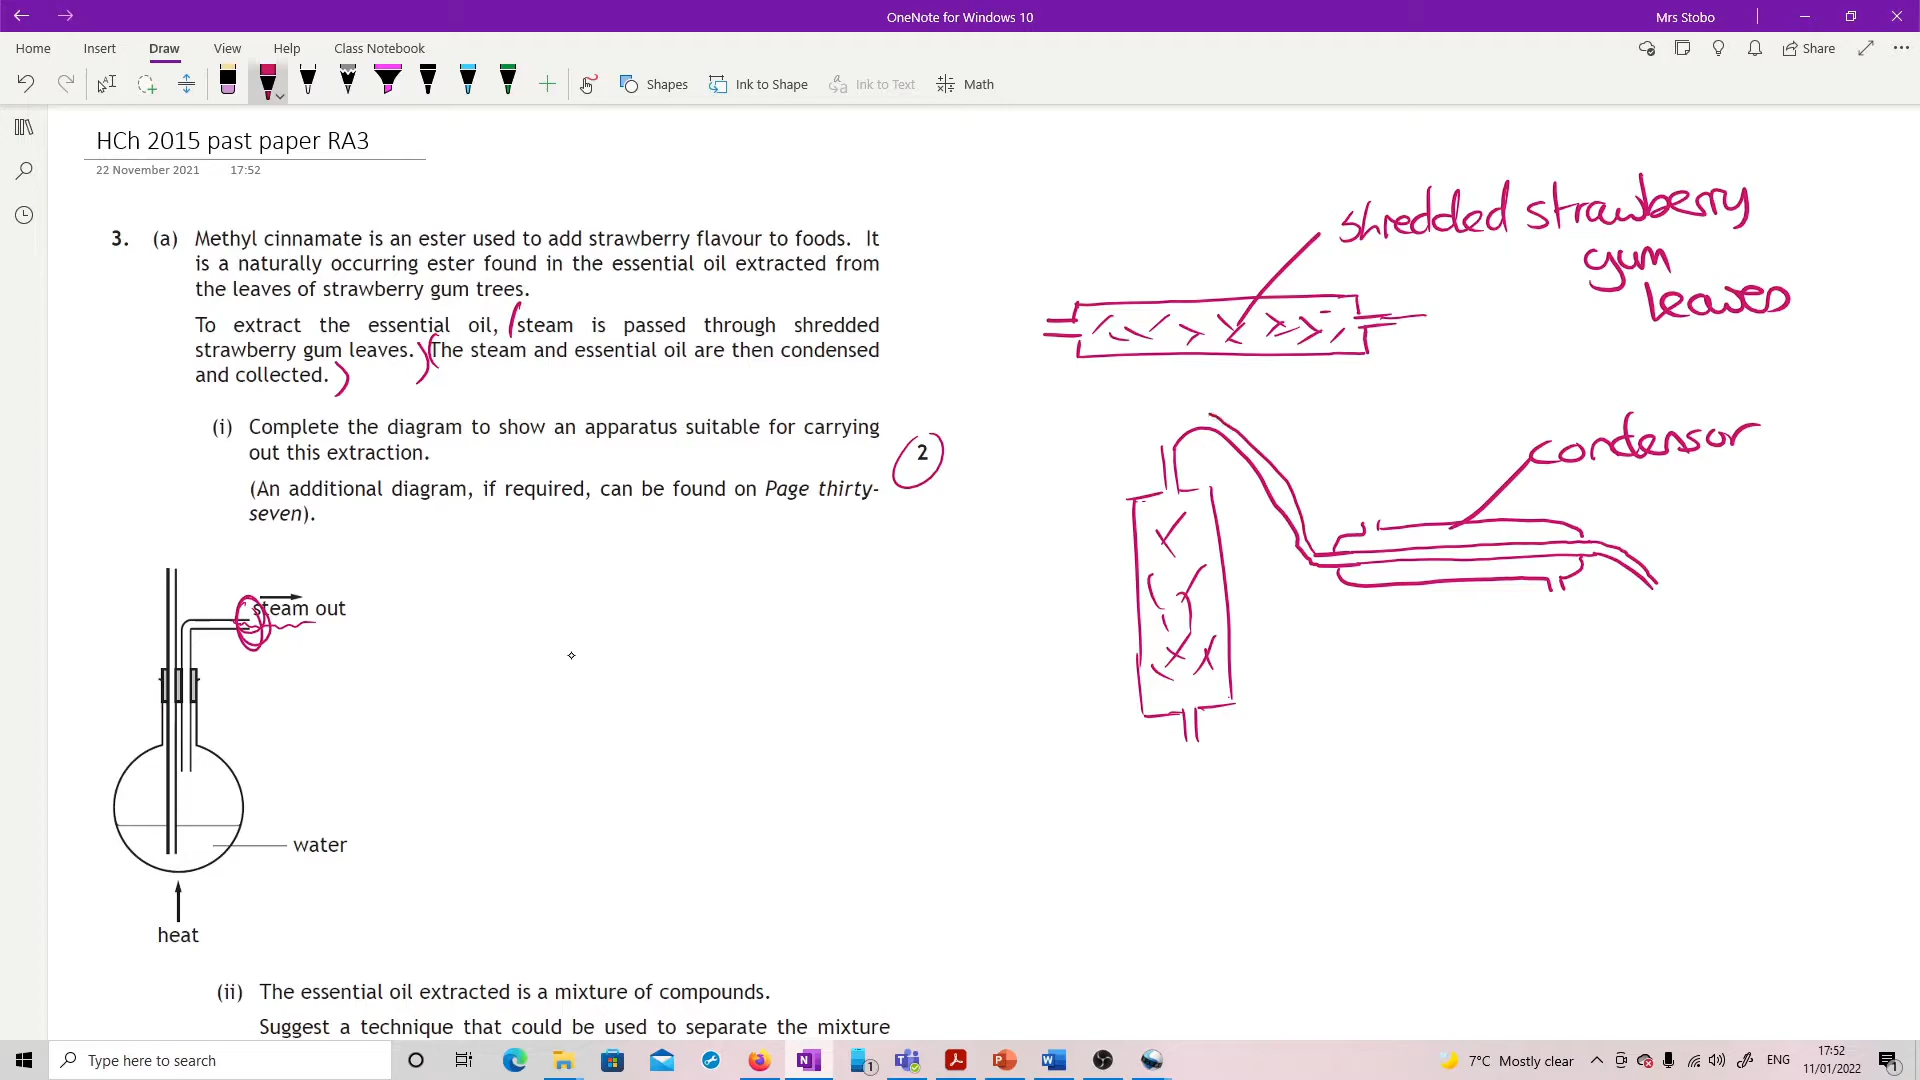 OneNote for Windows 10
Mrs Stobo
Home Insert Draw View Help Class Notebook
Share
Shapes Ink to Shape Ink to Text Math
HCh 2015 past paper RA3
22 November 2021 17:52
3. (a) Methyl cinnamate is an ester used to add strawberry flavour to foods. It
is a naturally occurring ester found in the essential oil extracted from
the leaves of strawberry gum trees.
To extract the essential oil, steam is passed through shredded
strawberry gum leaves. The steam and essential oil are then condensed
and collected.
(i) Complete the diagram to show an apparatus suitable for carrying
out this extraction.
2
(An additional diagram, if required, can be found on Page thirty-
seven).
steam out
water
heat
shredded strawberry
gum
leaves
condensor
(ii) The essential oil extracted is a mixture of compounds.
Suggest a technique that could be used to separate the mixture
Type here to search
7°C Mostly clear
ENG
17:52
11/01/2022